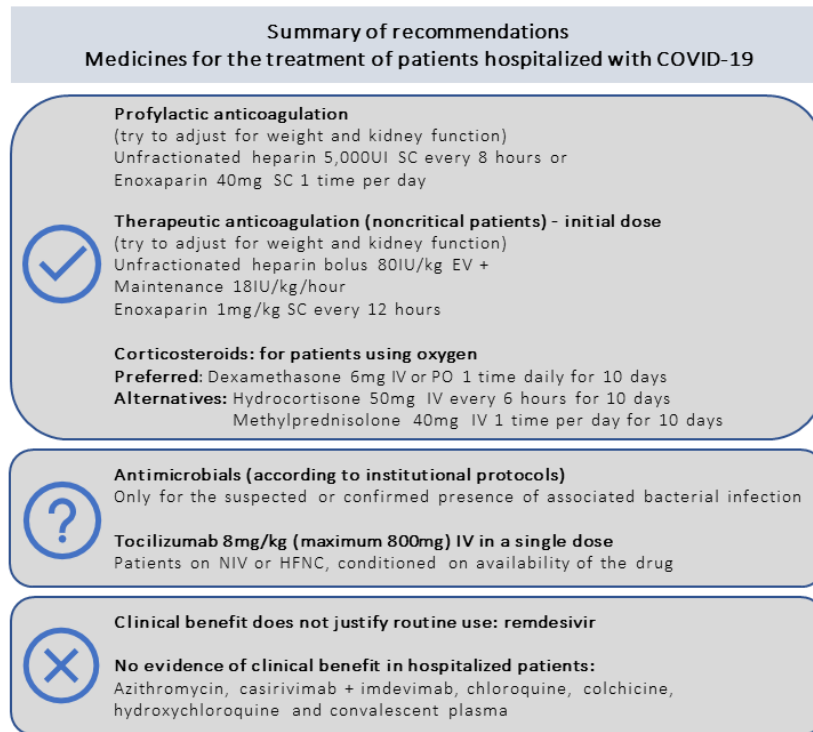 Summary of recommendations
Medicines for the treatment of patients hospitalized with COVID-19
Profylactic anticoagulation
(try to adjust for weight and kidney function)
Unfractionated heparin 5,000UI SC every 8 hours or
Enoxaparin 40mg SC 1 time per day
Therapeutic anticoagulation (noncritical patients) - initial dose
(try to adjust for weight and kidney function)
Unfractionated heparin bolus 80IU/kg EV +
Maintenance 18IU/kg/hour
Enoxaparin 1mg/kg SC every 12 hours
Corticosteroids: for patients using oxygen
Preferred: Dexamethasone 6mg IV or PO 1 time daily for 10 days
Alternatives: Hydrocortisone 50mg IV every 6 hours for 10 days
Methylprednisolone 40mg IV 1 time per day for 10 days
Antimicrobials (according to institutional protocols)
Only for the suspected or confirmed presence of associated bacterial infection
Tocilizumab 8mg/kg (maximum 800mg) IV in a single dose
Patients on NIV or HFNC, conditioned on availability of the drug
Clinical benefit does not justify routine use: remdesivir
No evidence of clinical benefit in hospitalized patients:
Azithromycin, casirivimab + imdevimab, chloroquine, colchicine,
hydroxychloroquine and convalescent plasma